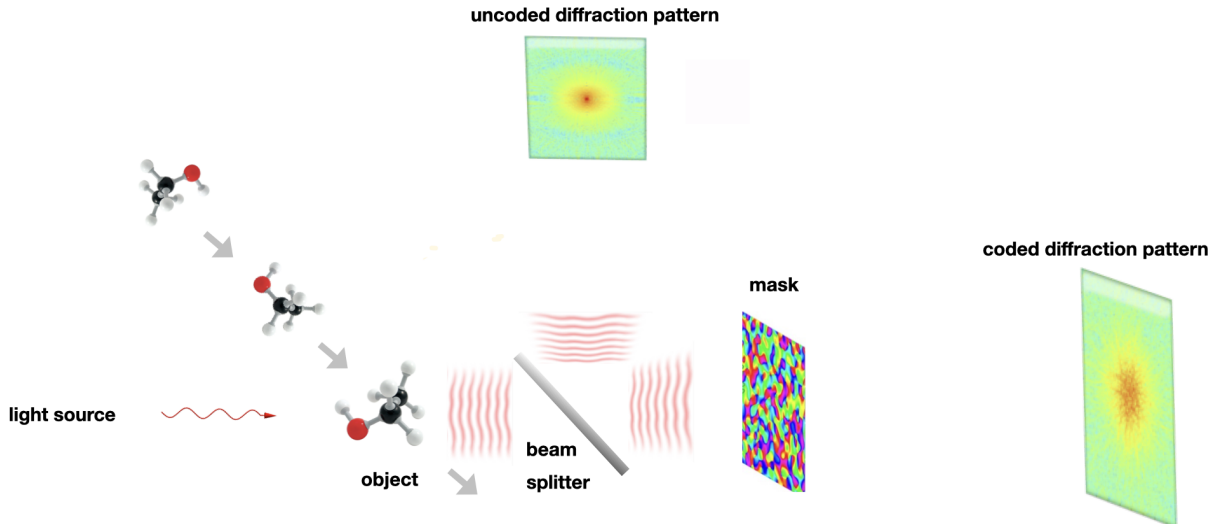 uncoded diffraction pattern
coded diffraction pattern
mask
light source
beam
splitter
object